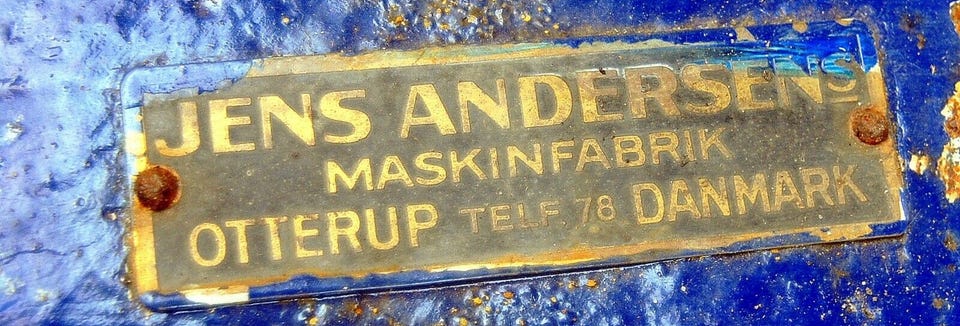 JENS ANDERSENS
MASKINFABRIK
OTTERUP TELF. 78 DANMARK